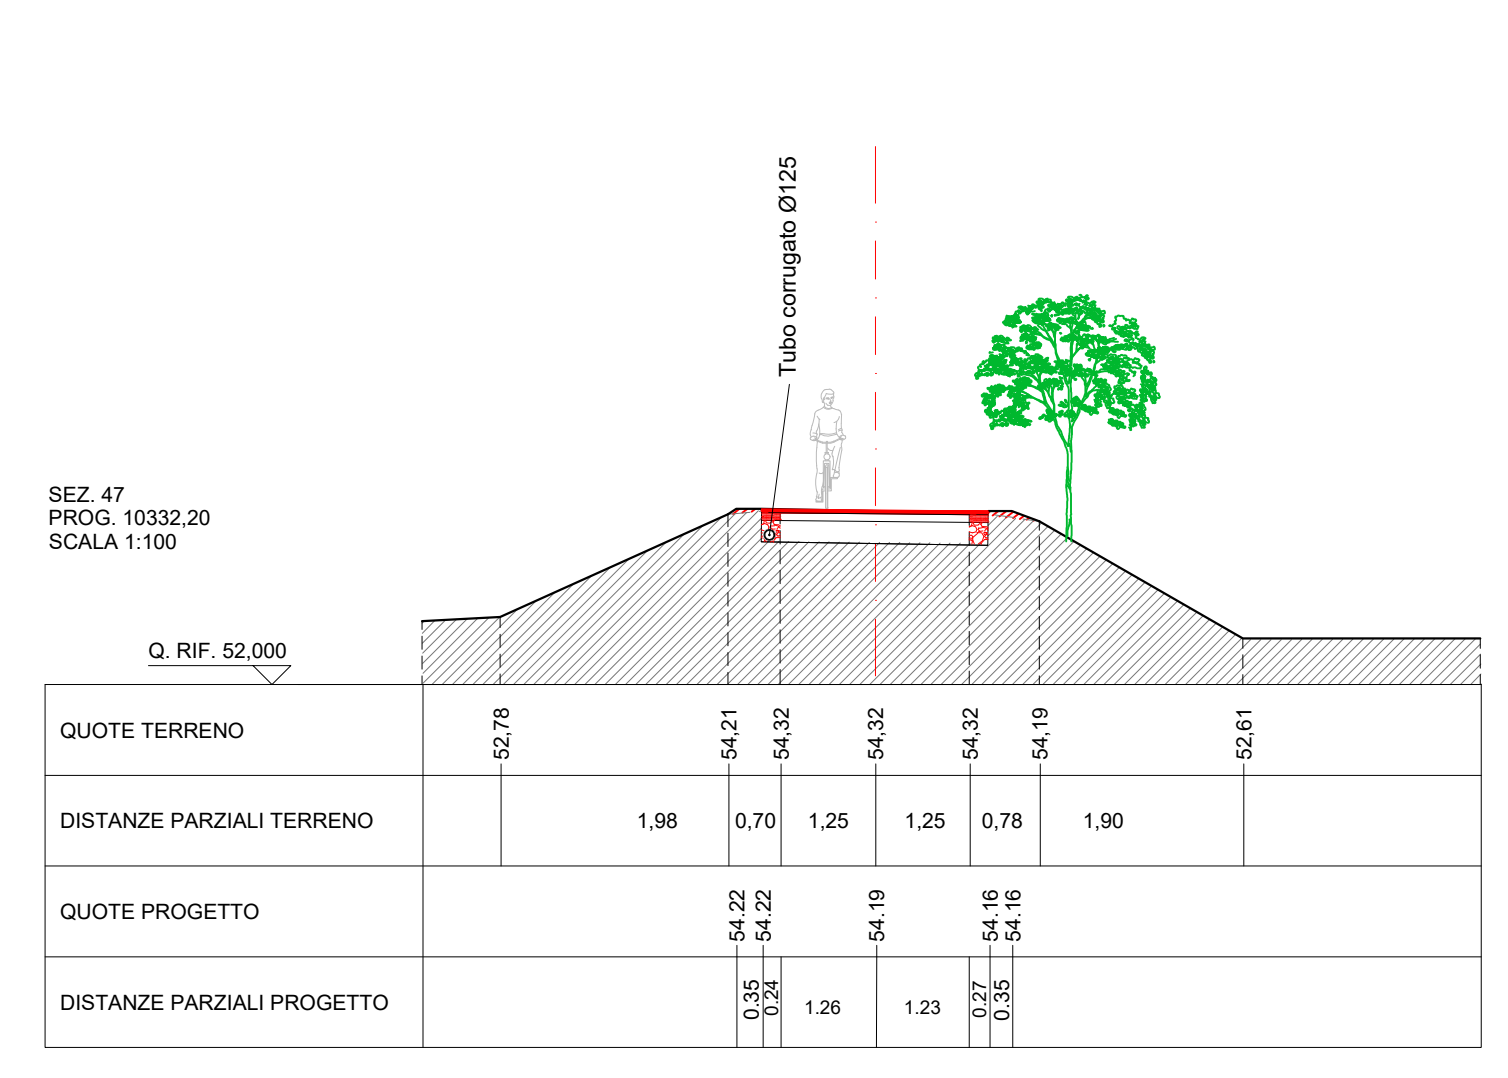 Tubo corrugato Ø125
SEZ. 47
PROG. 10332,20
SCALA 1:100
Q. RIF. 52,000
QUOTE TERRENO
52,78
54,21
54,32
54,32
54,32
54,19
52,61
DISTANZE PARZIALI TERRENO
1,98
0,70
1,25
1,25
0,78
1,90
QUOTE PROGETTO
54.22
54.22
54.19
54.16
54.16
DISTANZE PARZIALI PROGETTO
0.35
0.24
1.26
1.23
0.27
0.35